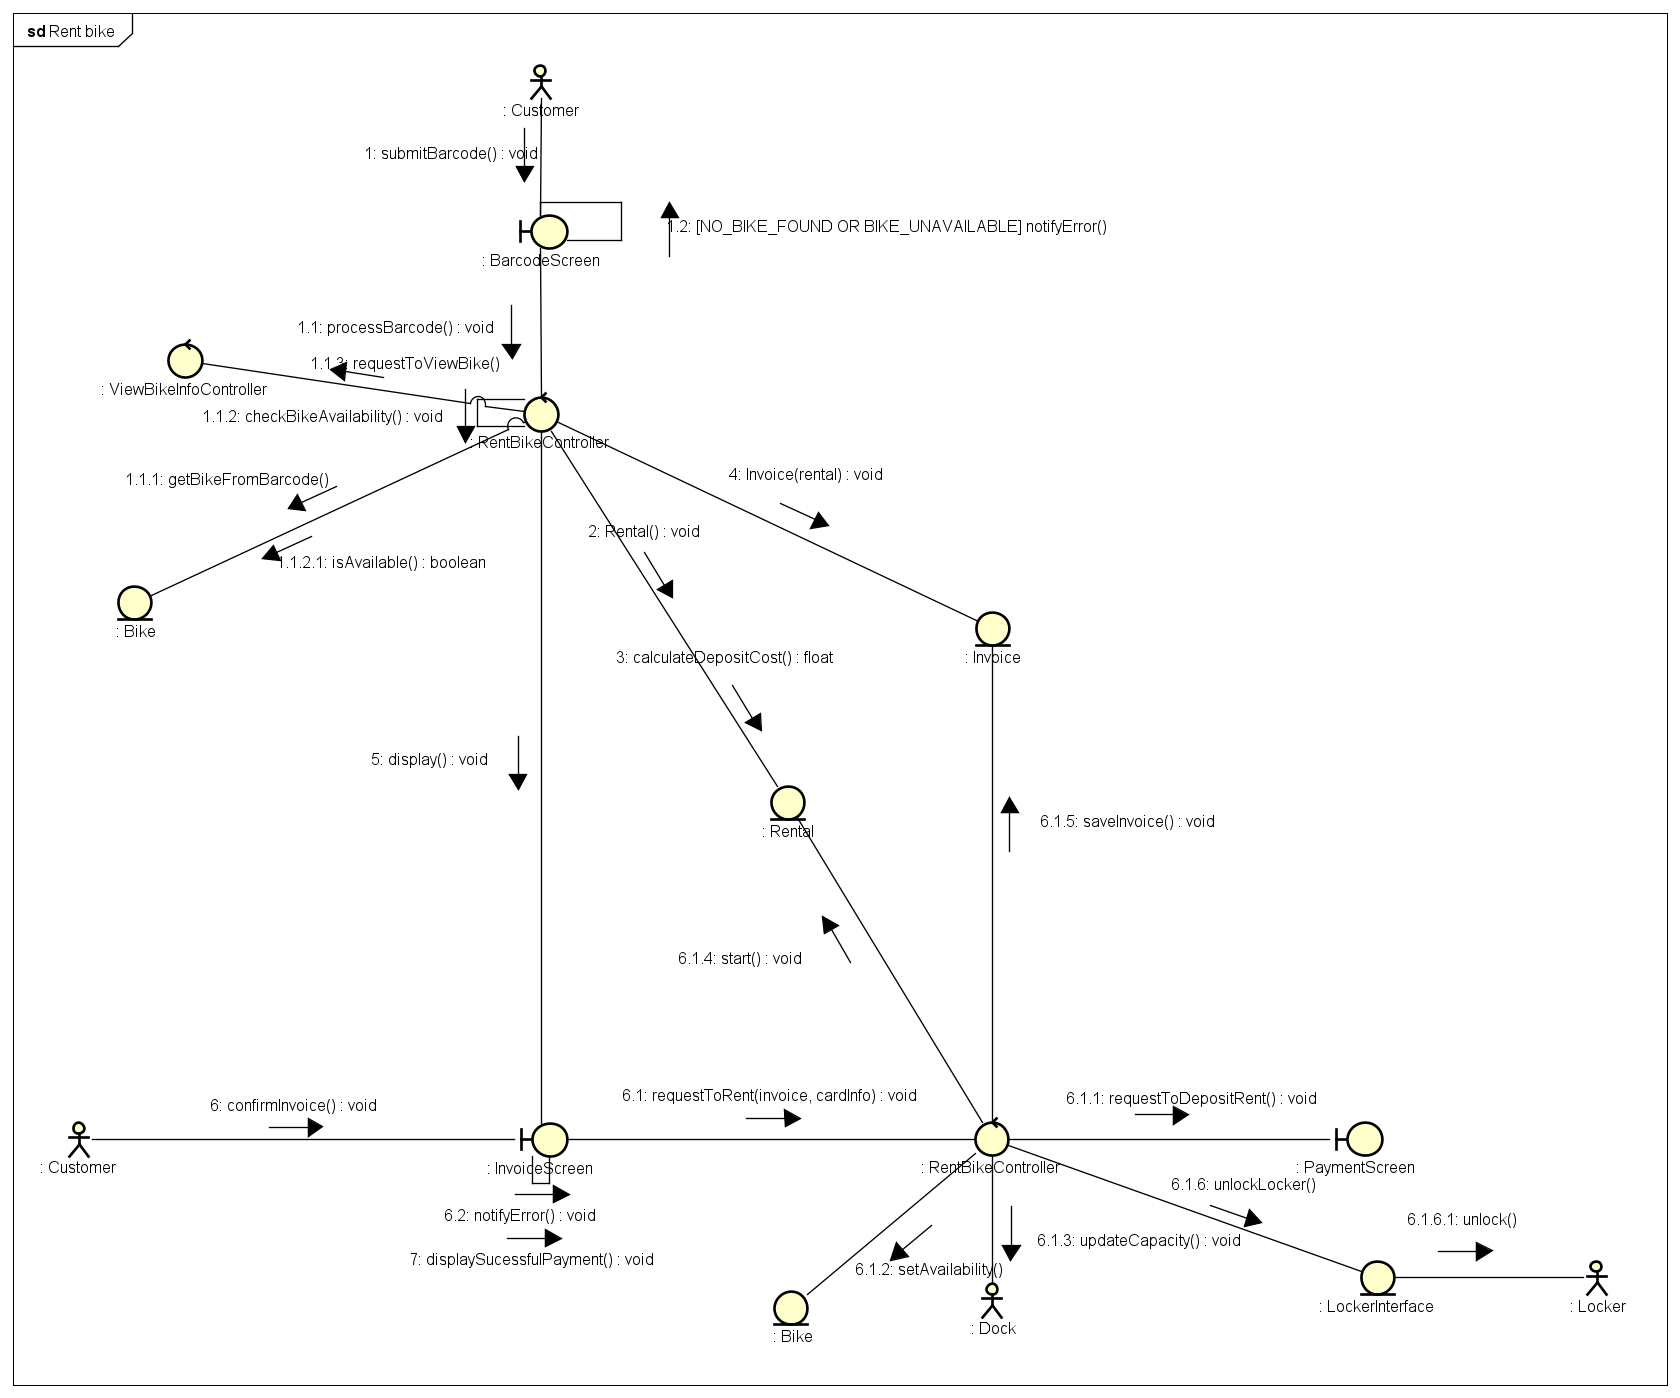 sd Rent bike
: Customer
1: submitBarcode() : void
1.2: [NO_BIKE_FOUND OR BIKE_UNAVAILABLE] notifyError()
: BarcodeScreen
1.1: processBarcode() : void
1.1.3: requestToViewBike()
: ViewBikeInfoController
1.1.2: checkBikeAvailability() : void
: RentBikeController
1.1.1: getBikeFromBarcode()
4: Invoice(rental) : void
2: Rental() : void
1.1.2.1: isAvailable() : boolean
: Bike
3: calculateDepositCost() : float
: Invoice
5: display() : void
: Rental
6.1.5: saveInvoice() : void
6.1.4: start() : void
6: confirmInvoice() : void
6.1: requestToRent(invoice, cardInfo) : void
6.1.1: requestToDepositRent() : void
: Customer
: InvoiceScreen
: RentBikeController
: PaymentScreen
6.1.6: unlockLocker()
6.2: notifyError() : void
6.1.6.1: unlock()
6.1.3: updateCapacity() : void
7: displaySucessfulPayment() : void
6.1.2: setAvailability()
: LockerInterface
: Locker
: Bike
: Dock